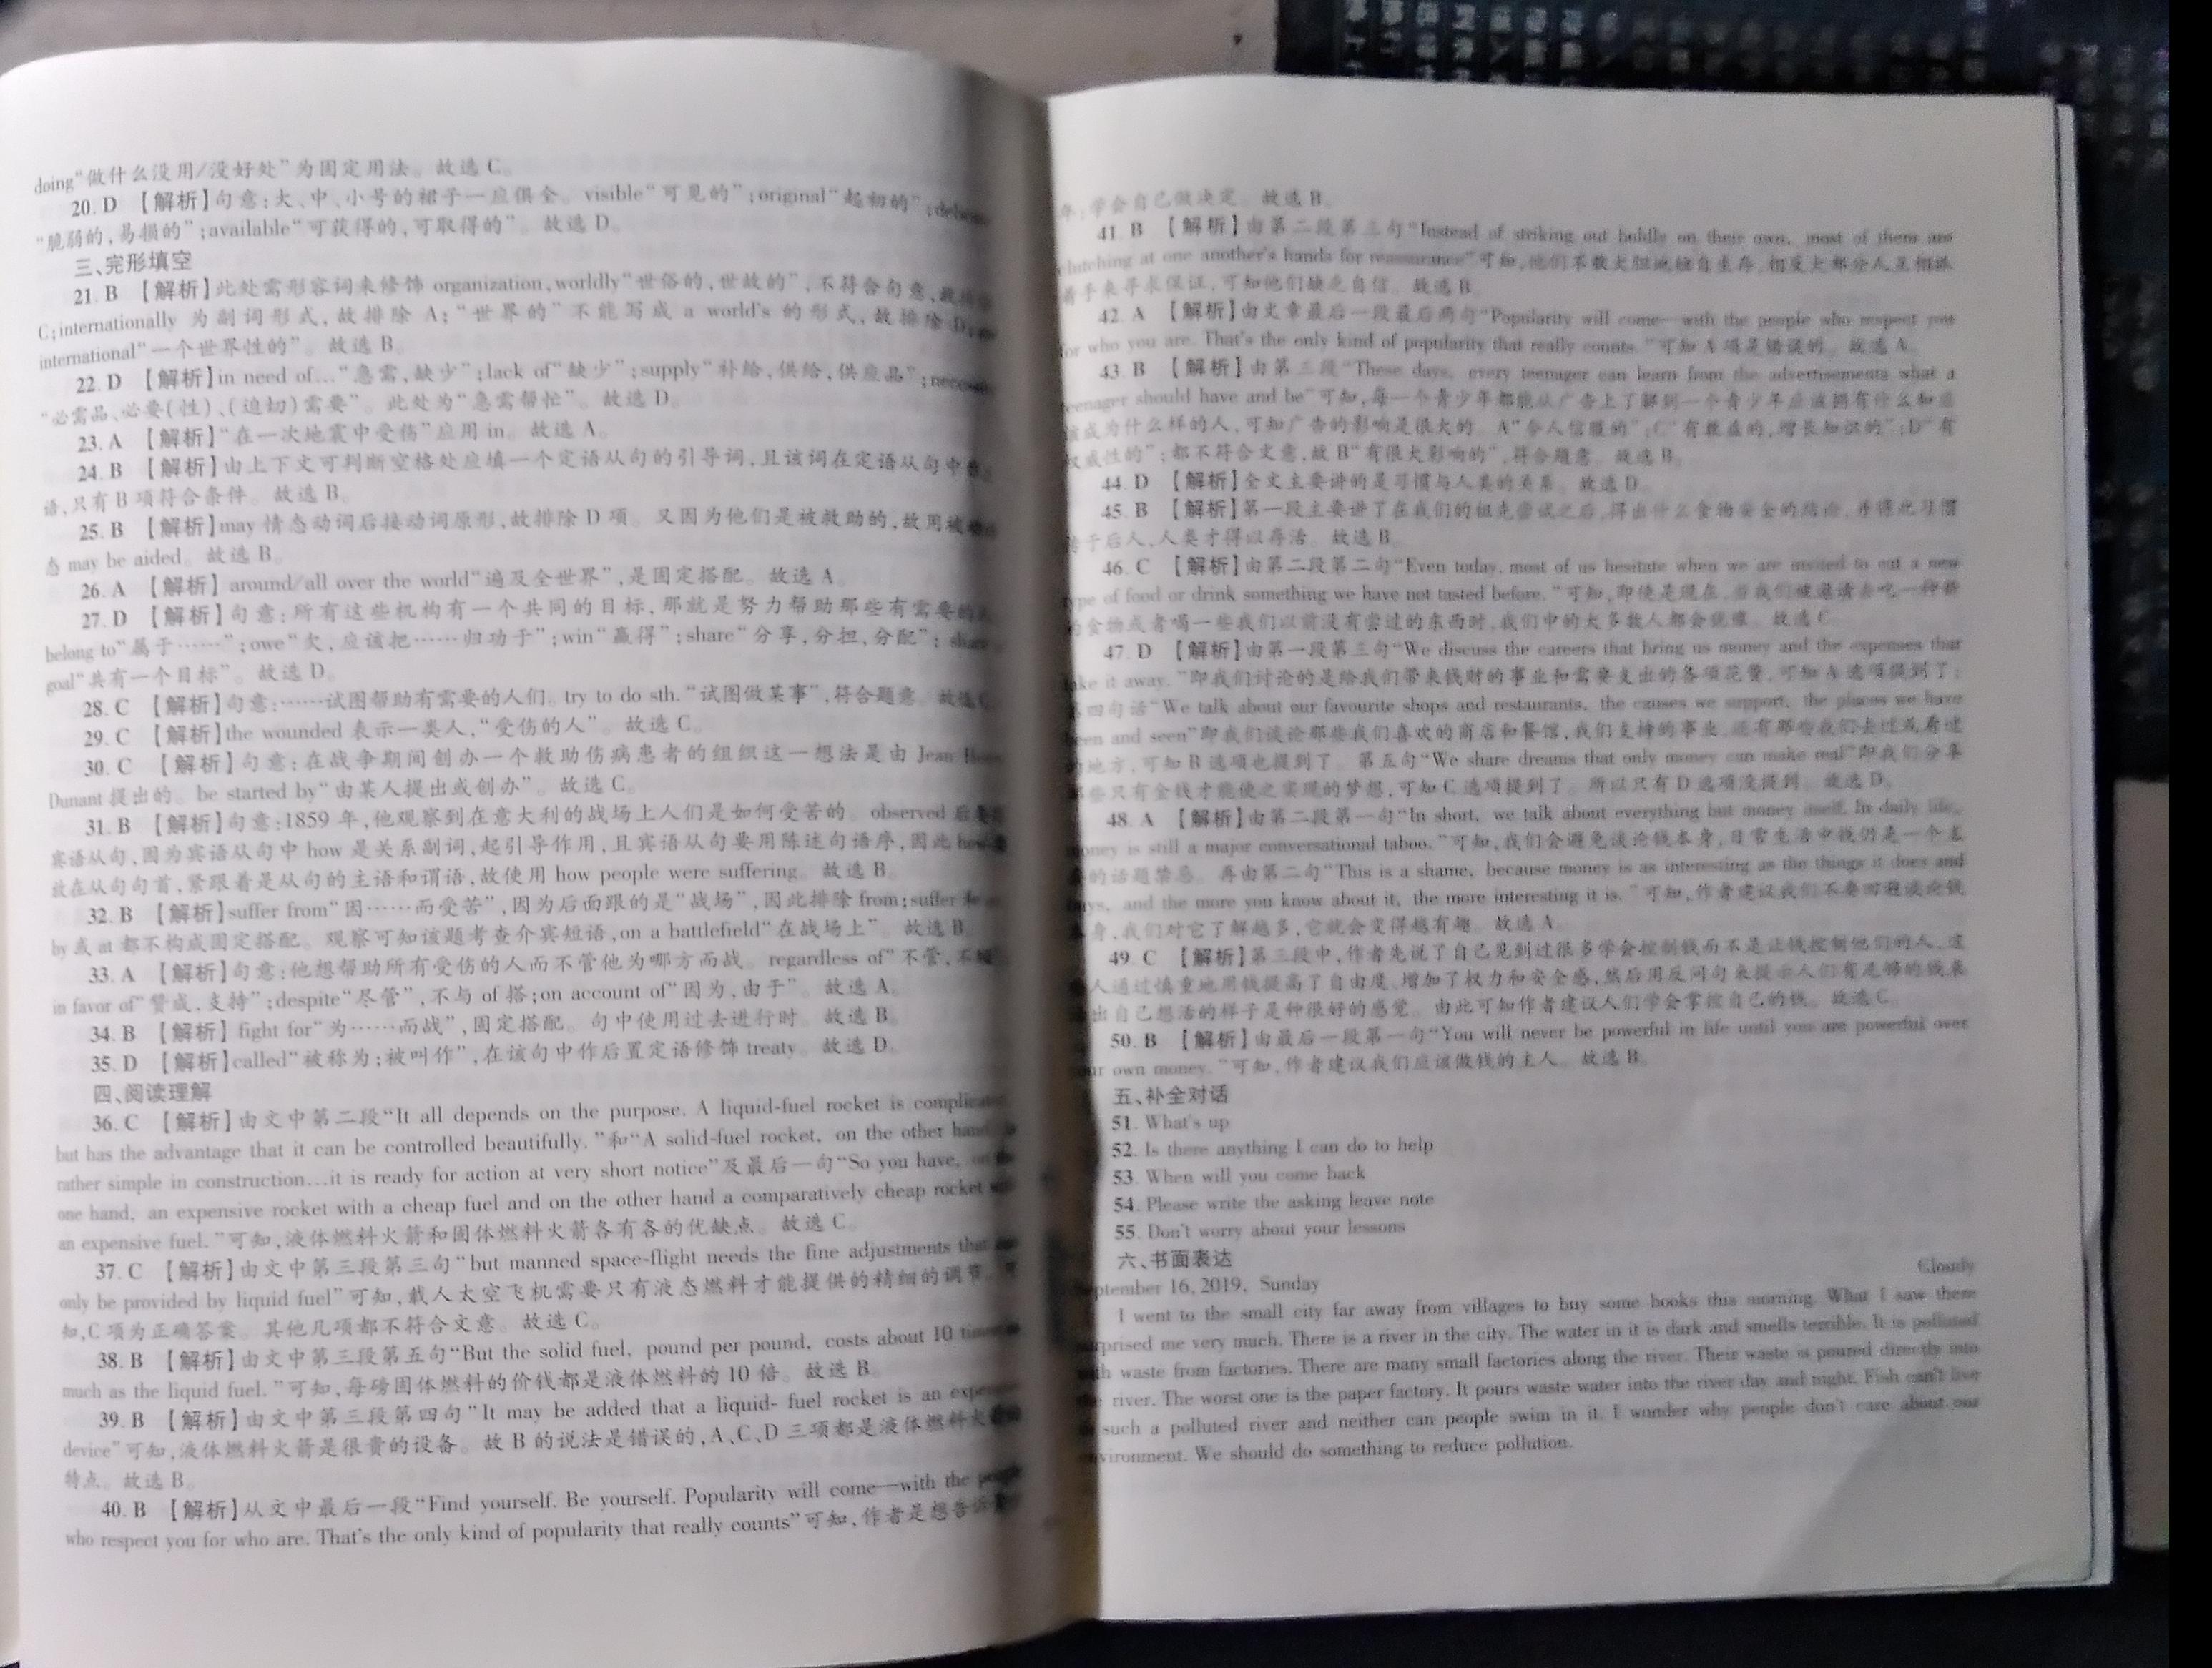 doing“做什么没用/没好处”为固定用法。故选 C。
20. D 【解析】句意:大、中、小号的裙子一应俱全。visible“可见的”;original“起初的”;
“脆弱的,易损的”;available“可获得的,可取得的”。故选 D。
三、完形填空
21. B 【解析】此处需形容词来修饰 organization,worldly“世俗的,世故的”,不符合句意,故排除
C;internationally 为副词形式,故排除 A;“世界的”不能写成 a world's 的形式,故排除 D;
international“一个世界性的”。故选 B。
22. D 【解析】in need of…“急需,缺少”;lack of“缺少”;supply“补给,供给,供应品”;
“必需品、必要(性)、(迫切)需要”。此处为“急需帮忙”。故选 D。
23. A 【解析】“在一次地震中受伤”应用 in。故选 A。
24. B 【解析】由上下文可判断空格处应填一个定语从句的引导词,且该词在定语从句中
语,只有 B 项符合条件。故选 B。
25. B 【解析】may 情态动词后接动词原形,故排除 D 项。又因为他们是被救助的,故用被
态 may be aided。故选 B。
26. A 【解析】 around/all over the world“遍及全世界”,是固定搭配。故选 A。
27. D 【解析】句意:所有这些机构有一个共同的目标,那就是努力帮助那些有需要的
belong to“属于……”;owe“欠,应该把……归功于”;win“赢得”;share“分享,分担,分配”;
goal“共有一个目标”。故选 D。
28. C 【解析】句意:……试图帮助有需要的人们。try to do sth.“试图做某事”,符合题意。故选
29. C 【解析】the wounded 表示一类人,“受伤的人”。故选 C。
30. C 【解析】句意:在战争期间创办一个救助伤病患者的组织这一想法是由 Jean
Dunant 提出的。be started by“由某人提出或创办”。故选 C。
31. B 【解析】句意:1859 年,他观察到在意大利的战场上人们是如何受苦的。observed 后
宾语从句,因为宾语从句中 how 是关系副词,起引导作用,且宾语从句要用陈述句语序,因此
放在从句句首,紧跟着是从句的主语和谓语,故使用 how people were suffering。故选 B。
32. B 【解析】suffer from“因……而受苦”,因为后面跟的是“战场”,因此排除 from;suffer
by 或 at 都不构成固定搭配。观察可知该题考查介宾短语,on a battlefield“在战场上”。故选 B
33. A 【解析】句意:他想帮助所有受伤的人而不管他为哪方而战。regardless of“不管,
in favor of“赞成,支持”;despite“尽管”,不与 of 搭;on account of“因为,由于”。故选 A。
34. B 【解析】 fight for“为……而战”,固定搭配。句中使用过去进行时。故选 B。
35. D 【解析】called“被称为;被叫作”,在该句中作后置定语修饰 treaty。故选 D。
四、阅读理解
36. C 【解析】由文中第二段“It all depends on the purpose. A liquid-fuel rocket is
but has the advantage that it can be controlled beautifully. ”和“A solid-fuel rocket, on the other
rather simple in construction…it is ready for action at very short notice”及最后一句“So you have,
one hand, an expensive rocket with a cheap fuel and on the other hand a comparatively cheap rocket
an expensive fuel. ”可知,液体燃料火箭和固体燃料火箭各有各的优缺点。故选 C。
37. C 【解析】由文中第三段第三句“but manned space-flight needs the fine adjustments that
only be provided by liquid fuel”可知,载人太空飞机需要只有液态燃料才能提供的精细的调节。
知,C 项为正确答案。其他几项都不符合文意。故选 C。
38. B 【解析】由文中第三段第五句“But the solid fuel, pound per pound, costs about 10
much as the liquid fuel. ”可知,每磅固体燃料的价钱都是液体燃料的 10 倍。故选 B。
39. B 【解析】由文中第三段第四句“It may be added that a liquid- fuel rocket is an
device”可知,液体燃料火箭是很贵的设备。故 B 的说法是错误的,A、C、D 三项都是液体燃料
特点。故选 B。
40. B 【解析】从文中最后一段“Find yourself. Be yourself. Popularity will come—with the
who respect you for who are. That's the only kind of popularity that really counts”可知,作者是想告诉
年:学会自己做决定。故选 B。
41. B 【解析】由第二段第三句“Instead of striking out boldly on their own, most of them are
clutching at one another's hands for reassurance”可知,他们不敢大胆地独自生存,相反大部分人互相抓
着手来寻求保证,可知他们缺乏自信。故选 B。
42. A 【解析】由文章最后一段最后两句“Popularity will come—with the people who respect you
for who you are. That's the only kind of popularity that really counts. ”可知 A 项是错误的。故选 A。
43. B 【解析】由第三段“These days, every teenager can learn from the advertisements what a
teenager should have and be”可知,每一个青少年都能从广告上了解到一个青少年应该拥有什么和应
该成为什么样的人,可知广告的影响是很大的。A“令人信服的”;C“有教益的,增长知识的”;D“有
权威性的”;都不符合文意,故 B“有很大影响的”,符合题意。故选 B。
44. D 【解析】全文主要讲的是习惯与人类的关系。故选 D。
45. B 【解析】第一段主要讲了在我们的祖先尝试之后,得出什么食物安全的结论,并将此习惯
传于后人,人类才得以存活。故选 B。
46. C 【解析】由第二段第二句“Even today, most of us hesitate when we are invited to eat a new
type of food or drink something we have not tasted before. ”可知,即使是现在,当我们被邀请去吃一种新
的食物或者喝一些我们以前没有尝过的东西时,我们中的大多数人都会犹豫。故选 C。
47. D 【解析】由第一段第三句“We discuss the careers that bring us money and the expenses that
take it away. ”即我们讨论的是给我们带来钱财的事业和需要支出的各项花费,可知 A 选项提到了;
第四句话“We talk about our favourite shops and restaurants, the causes we support, the places we have
been and seen”即我们谈论那些我们喜欢的商店和餐馆,我们支持的事业,还有那些我们去过或看过
的地方,可知 B 选项也提到了。第五句“We share dreams that only money can make real”即我们分享
那些只有金钱才能使之实现的梦想,可知 C 选项提到了。所以只有 D 选项没提到。故选 D。
48. A 【解析】由第二段第一句“In short, we talk about everything but money itself. In daily life,
money is still a major conversational taboo. ”可知,我们会避免谈论钱本身,日常生活中钱仍是一个主
的话题禁忌。再由第二句“This is a shame, because money is as interesting as the things it does and
buys, and the more you know about it, the more interesting it is. ”可知,作者建议我们不要回避谈论钱
身,我们对它了解越多,它就会变得越有趣。故选 A。
49. C 【解析】第三段中,作者先说了自己见到过很多学会控制钱而不是让钱控制他们的人,这
人通过慎重地用钱提高了自由度,增加了权力和安全感,然后用反问句来提示人们有足够的钱来
出自己想活的样子是种很好的感觉。由此可知作者建议人们学会掌控自己的钱。故选 C。
50. B 【解析】由最后一段第一句“You will never be powerful in life until you are powerful over
your own money. ”可知,作者建议我们应该做钱的主人。故选 B。
五、补全对话
51. What's up
52. Is there anything I can do to help
53. When will you come back
54. Please write the asking leave note
55. Don't worry about your lessons
六、书面表达
September 16, 2019, Sunday Cloudy
I went to the small city far away from villages to buy some books this morning. What I saw there
surprised me very much. There is a river in the city. The water in it is dark and smells terrible. It is polluted
with waste from factories. There are many small factories along the river. Their waste is poured directly into
the river. The worst one is the paper factory. It pours waste water into the river day and night. Fish can't live
such a polluted river and neither can people swim in it. I wonder why people don't care about our
environment. We should do something to reduce pollution.